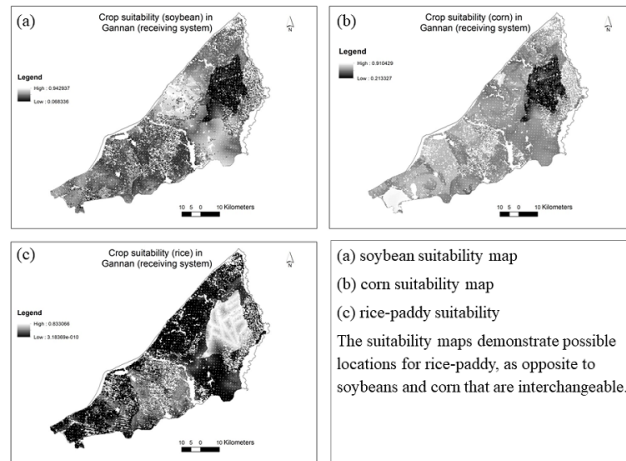 (a)
Crop suitability (soybean) in
Gannan (receiving system)
N
Legend
High : 0.942937
Low : 0.088336
10 5 0 10 Kilometers
(b)
Crop suitability (corn) in
Gannan (receiving system)
N
Legend
High : 0.910429
Low : 0.213327
10 5 0 10 Kilometers
(c)
Crop suitability (rice) in
Gannan (receiving system)
N
Legend
High : 0.833066
Low : 3.18369e-010
10 5 0 10 Kilometers
(a) soybean suitability map
(b) corn suitability map
(c) rice-paddy suitability
The suitability maps demonstrate possible
locations for rice-paddy, as opposite to
soybeans and corn that are interchangeable.